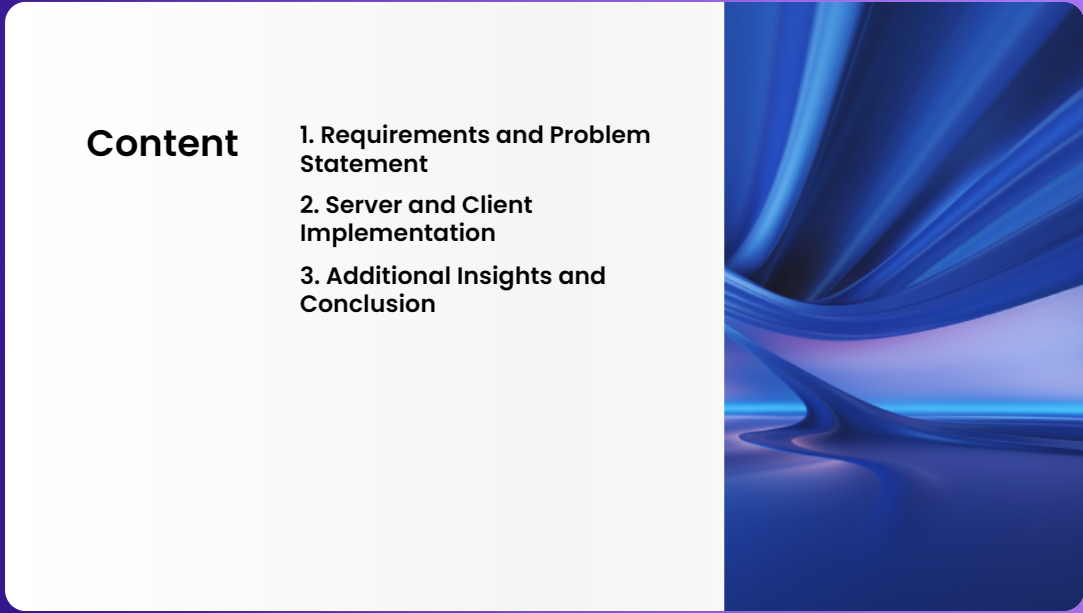 Content
1. Requirements and Problem
Statement
2. Server and Client
Implementation
3. Additional Insights and
Conclusion